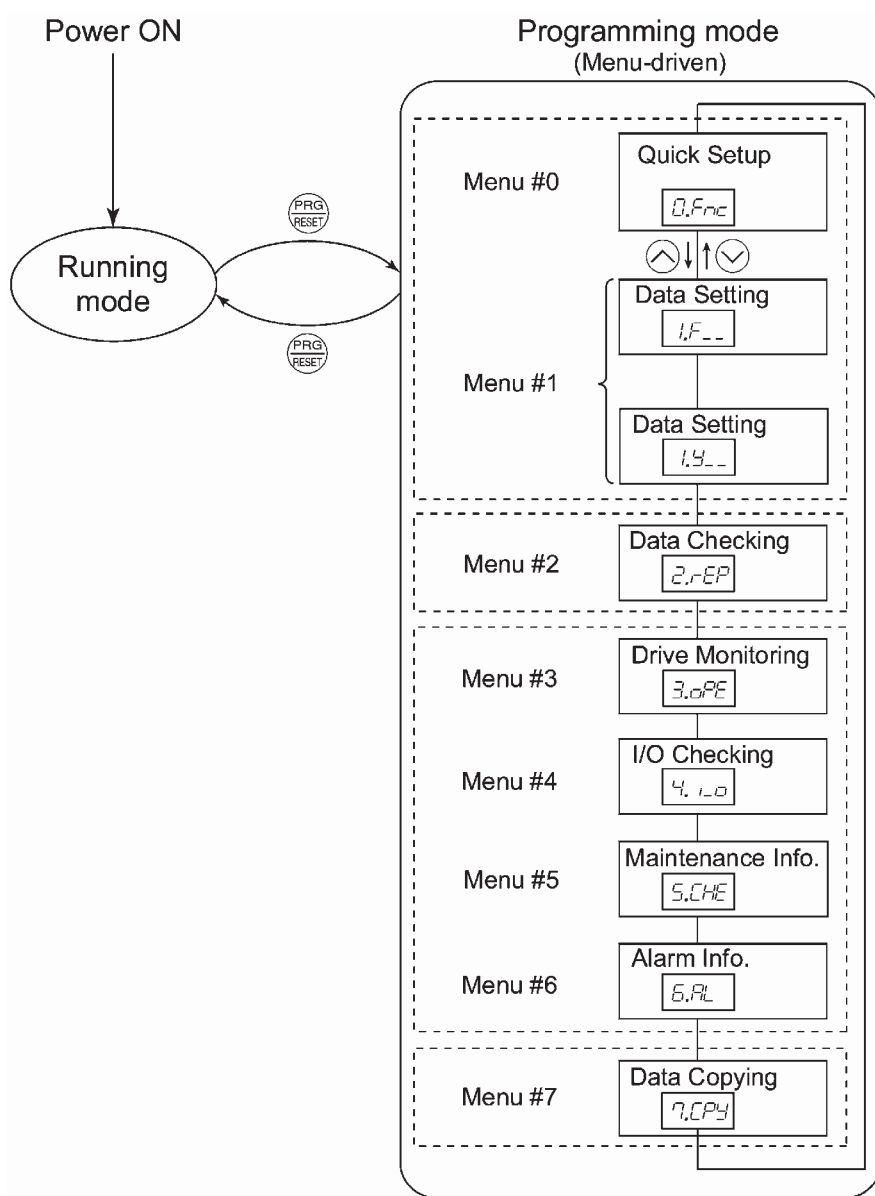 Power ON
Programming mode
(Menu-driven)
Menu #0
Quick Setup
0.Fnc
PRG
RESET
Running
mode
PRG
RESET
Menu #1
Data Setting
1.F__
Data Setting
1.y__
Menu #2
Data Checking
2.rEP
Menu #3
Drive Monitoring
3.oPE
Menu #4
I/O Checking
4.i_o
Menu #5
Maintenance Info.
5.CHE
Menu #6
Alarm Info.
6.AL
Menu #7
Data Copying
7.CPy